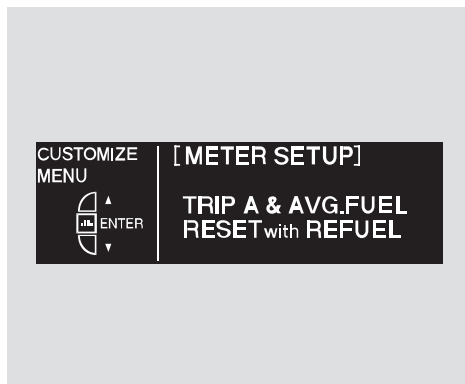 CUSTOMIZE
MENU
▲
ENTER
▼
[METER SETUP]
TRIP A & AVG.FUEL
RESET with REFUEL